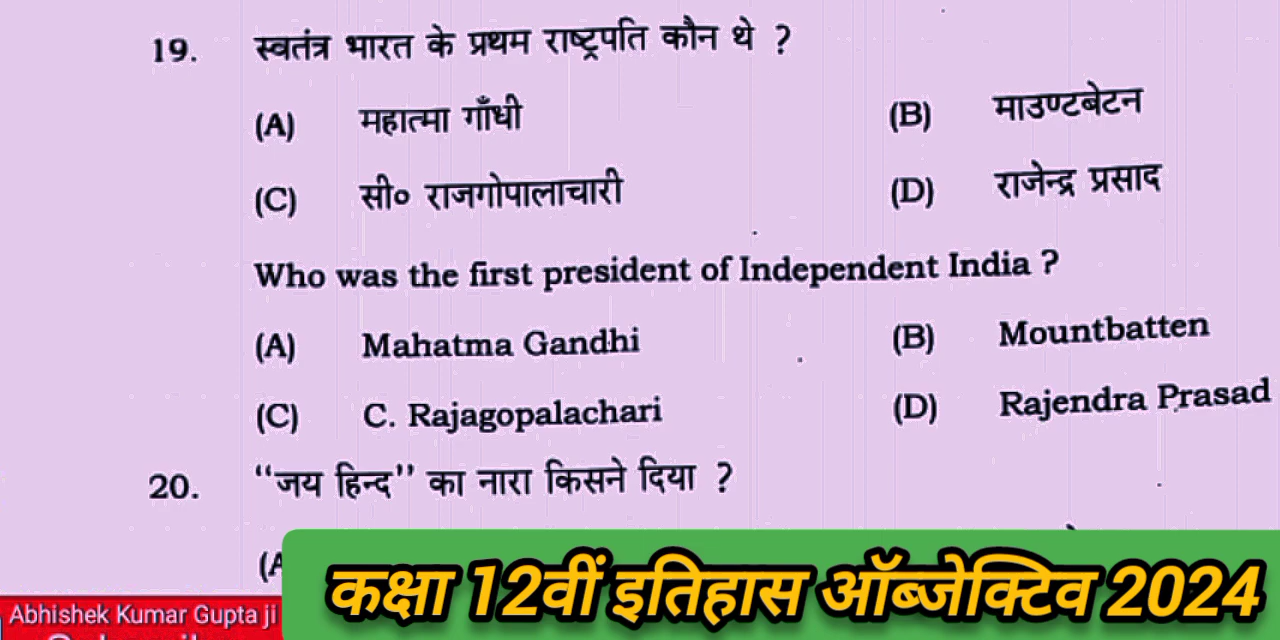 19. स्वतंत्र भारत के प्रथम राष्ट्रपति कौन थे ?
(A) महात्मा गाँधी (B) माउण्टबेटन
(C) सी० राजगोपालाचारी (D) राजेन्द्र प्रसाद
Who was the first president of Independent India ?
(A) Mahatma Gandhi (B) Mountbatten
(C) C. Rajagopalachari (D) Rajendra Prasad
20. “जय हिन्द” का नारा किसने दिया ?
(A
कक्षा 12वीं इतिहास ऑब्जेक्टिव 2024
Abhishek Kumar Gupta ji